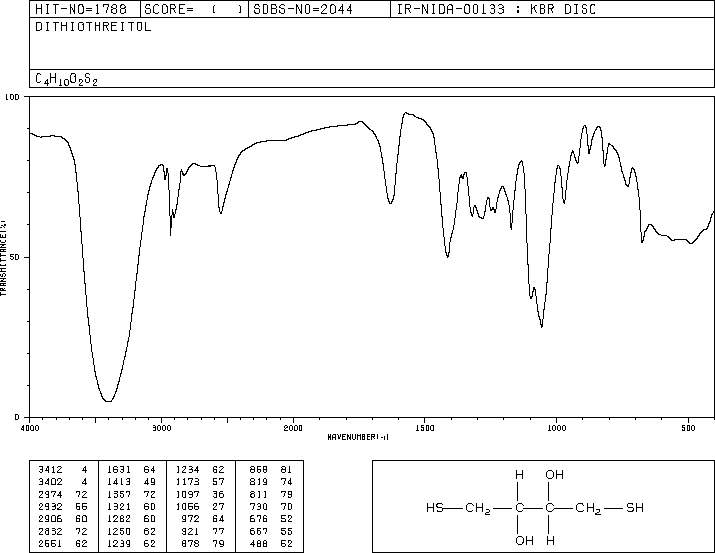 HIT-NO=1788 SCORE= ( ) SDBS-NO=2044 IR-NIDA-00133 : KBR DISC
DITHIOTHREITOL
C4H10O2S2
100
50
0
TRANSMITTANCE(%)
4000 3000 2000 1500 1000 500
WAVENUMBER(-1)
3412 4 1631 64 1234 62 868 81
3402 4 1413 49 1173 57 819 74
2974 72 1357 72 1097 36 811 79
2932 55 1321 60 1056 27 730 70
2906 60 1282 60 972 64 676 52
2832 72 1250 62 921 77 557 55
2551 62 1239 62 878 79 488 52
H OH
HS CH2 C C CH2 SH
OH H